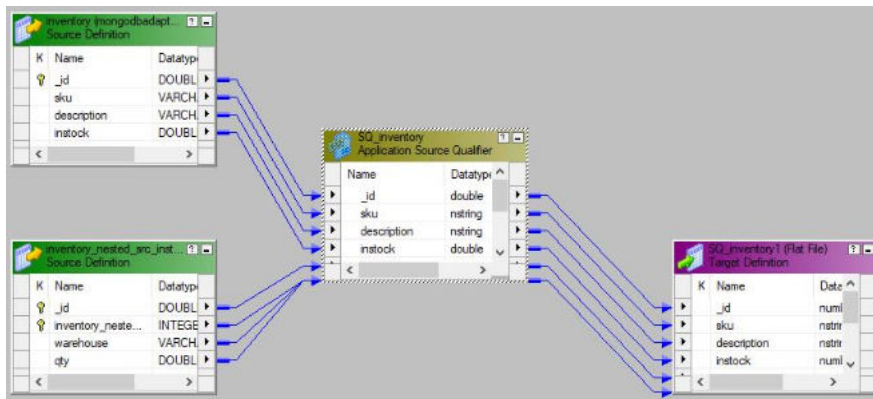 inventory (mongodbadapt...
Source Definition
K Name Datatyp
_id DOUBL
sku VARCH.
description VARCH.
instock DOUBL
SQ_inventory
Application Source Qualifier
Name Datatype
_id double
sku nstring
description nstring
instock double
inventory_nested_src_inst...
Source Definition
K Name Datatyp
_id DOUBL
inventory_neste... INTEGE
warehouse VARCH.
qty DOUBL
SQ_inventory1 (Flat File)
Target Definition
K Name Data
_id numl
sku nstrir
description nstrir
instock numl